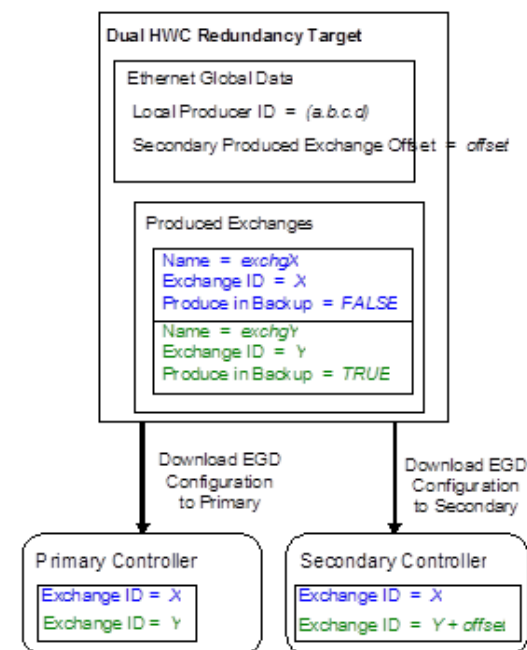 Dual HWC Redundancy Target
Ethernet Global Data
Local Producer ID = (a.b.c.d)
Secondary Produced Exchange Offset = offset
Produced Exchanges
Name = exchgX
Exchange ID = X
Produce in Backup = FALSE
Name = exchgY
Exchange ID = Y
Produce in Backup = TRUE
Download EGD
Configuration
to Primary
Download EGD
Configuration
to Secondary
Primary Controller
Exchange ID = X
Exchange ID = Y
Secondary Controller
Exchange ID = X
Exchange ID = Y + offset